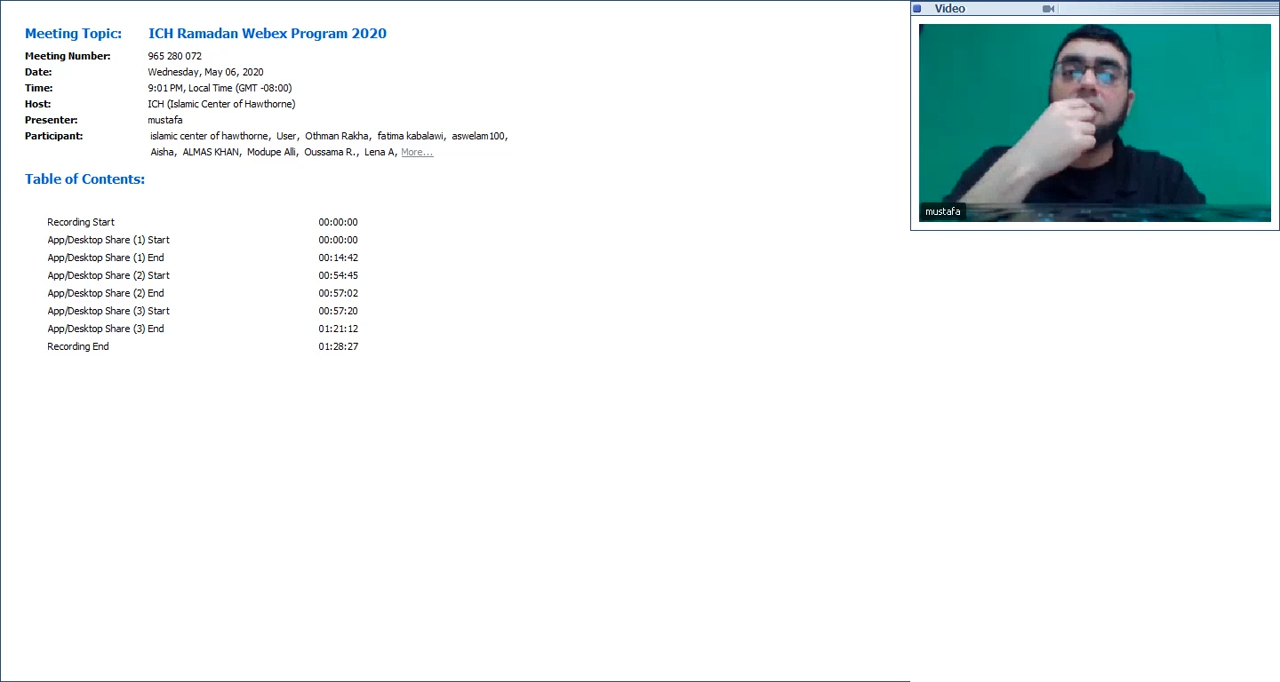 Meeting Topic: ICH Ramadan Webex Program 2020
Meeting Number: 965 280 072
Date: Wednesday, May 06, 2020
Time: 9:01 PM, Local Time (GMT -08:00)
Host: ICH (Islamic Center of Hawthorne)
Presenter: mustafa
Participant: islamic center of hawthorne, User, Othman Rakha, fatima kabalawi, aswelam100,
Aisha, ALMAS KHAN, Modupe Alli, Oussama R., Lena A, More...
Table of Contents:
Recording Start 00:00:00
App/Desktop Share (1) Start 00:00:00
App/Desktop Share (1) End 00:14:42
App/Desktop Share (2) Start 00:54:45
App/Desktop Share (2) End 00:57:02
App/Desktop Share (3) Start 00:57:20
App/Desktop Share (3) End 01:21:12
Recording End 01:28:27
Video
mustafa